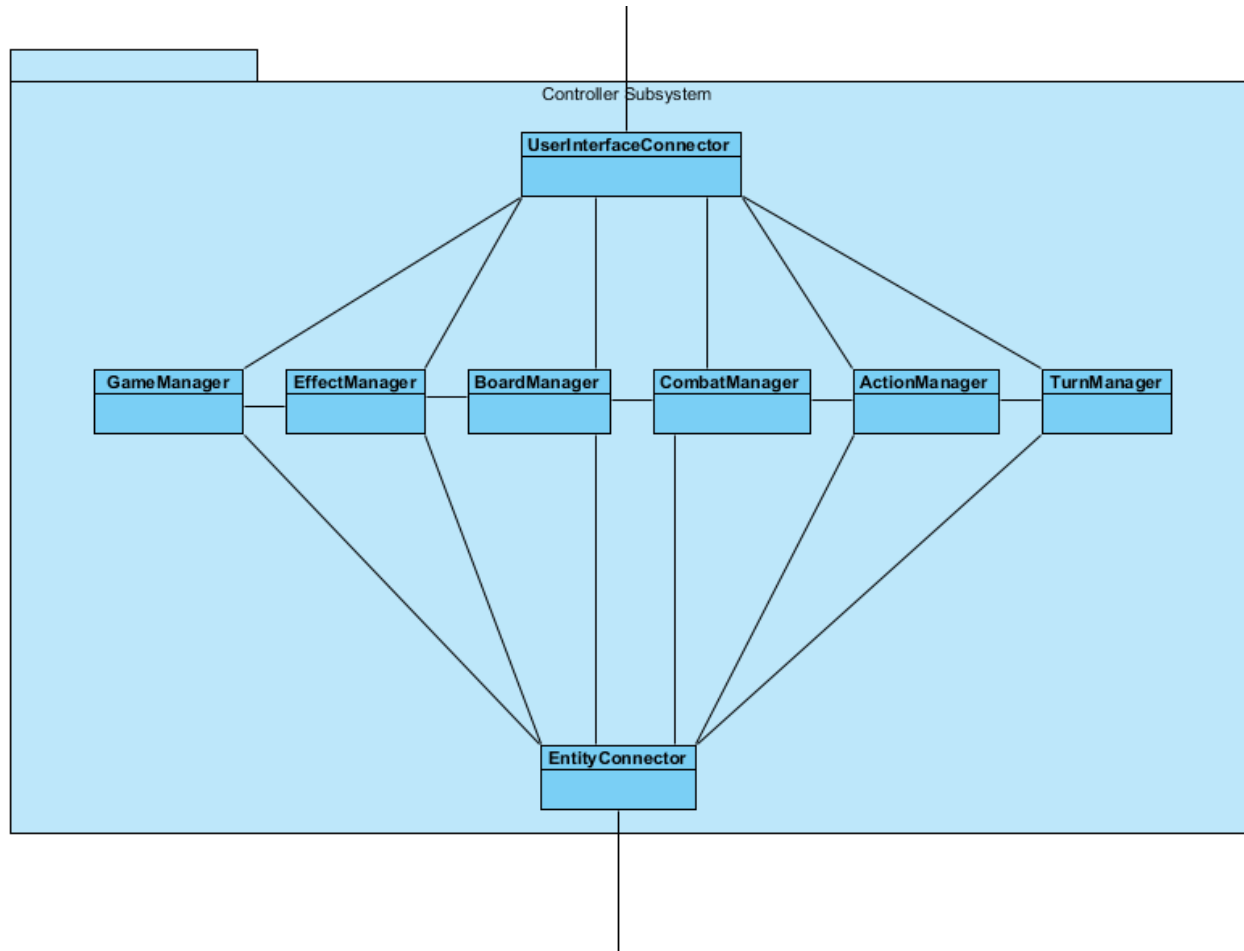 Controller Subsystem
UserInterfaceConnector
GameManager
EffectManager
BoardManager
CombatManager
ActionManager
TurnManager
EntityConnector